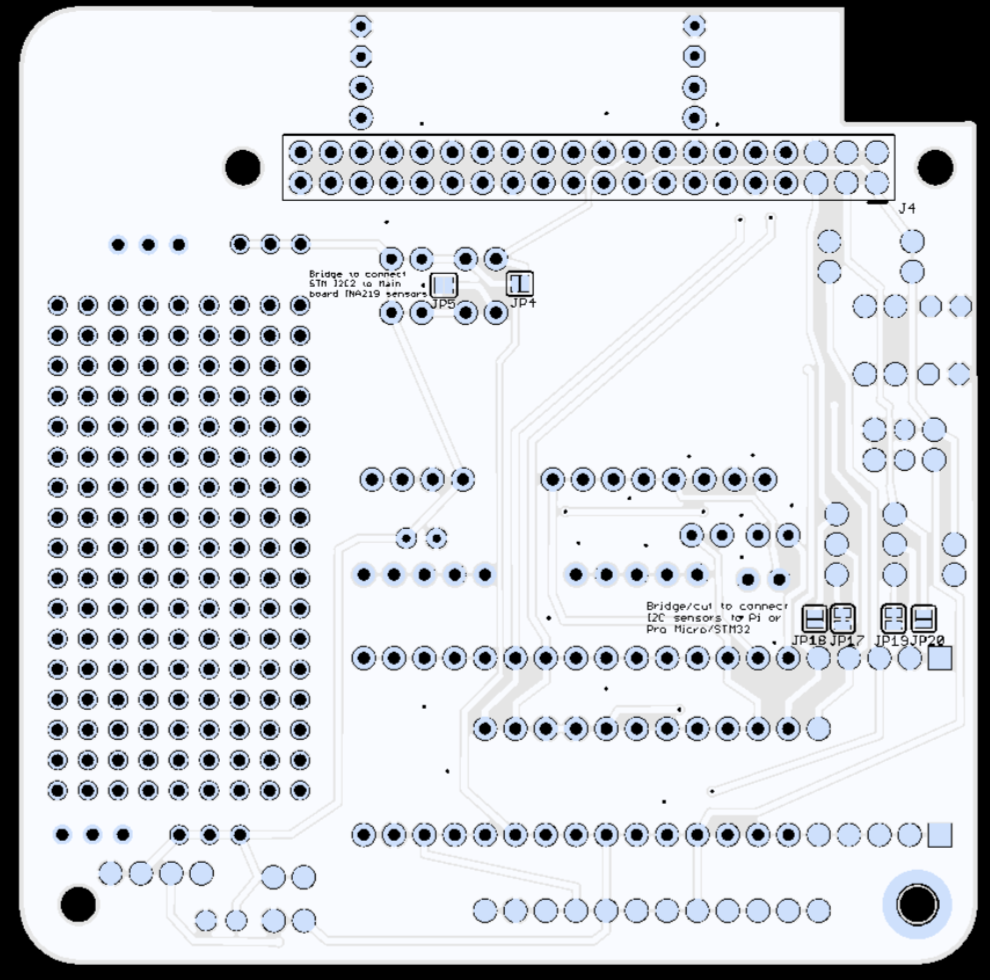 J4
Bridge to connect
STM I2C2 to Main
board INA219 sensors
JP5
JP4
Bridge/cut to connect
I2C sensors to Pi or
Pro Micro/STM32
JP18 JP17 JP19 JP20